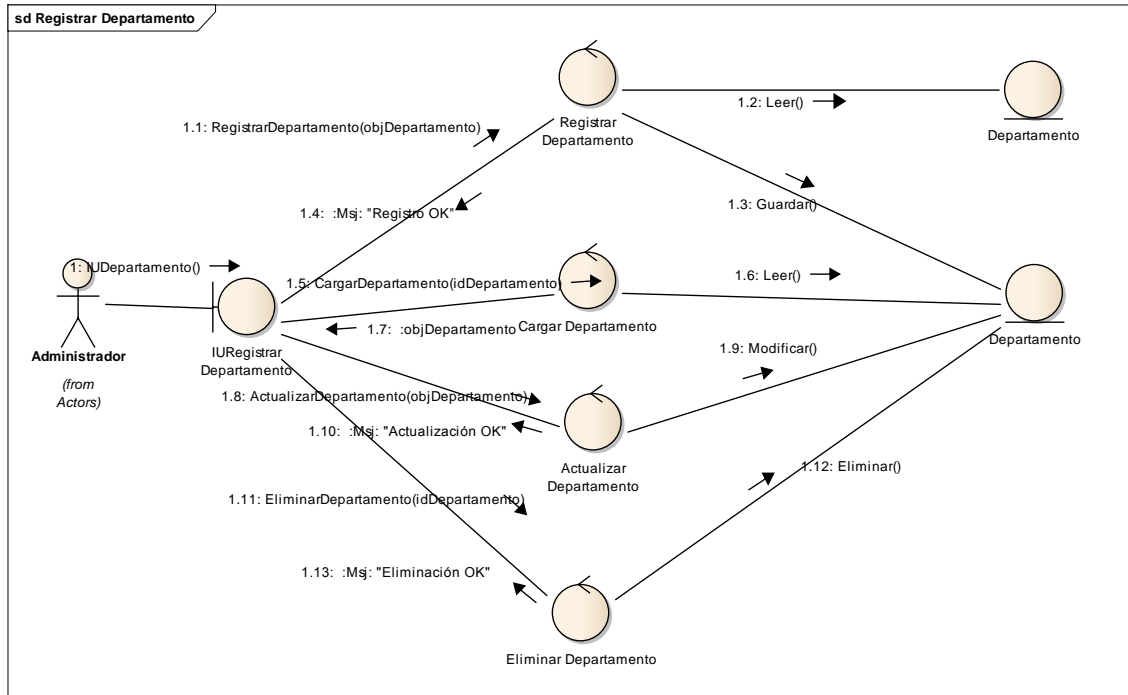 sd Registrar Departamento
1.1: RegistrarDepartamento(objDepartamento)
Registrar
Departamento
1.2: Leer()
Departamento
1.4: :Msj: "Registro OK"
1.3: Guardar()
1: IUDepartamento()
Administrador
(from
Actors)
IURegistrar
Departamento
1.5: CargarDepartamento(idDepartamento)
1.7: :objDepartamento
Cargar Departamento
1.6: Leer()
Departamento
1.8: ActualizarDepartamento(objDepartamento)
1.10: :Msj: "Actualización OK"
Actualizar
Departamento
1.9: Modificar()
1.11: EliminarDepartamento(idDepartamento)
1.13: :Msj: "Eliminación OK"
Eliminar Departamento
1.12: Eliminar()